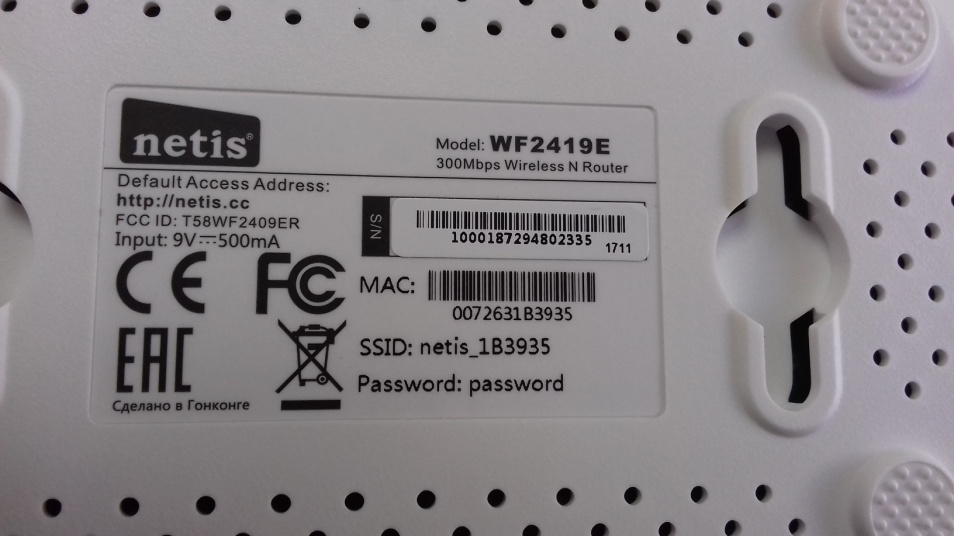 netis®
Model: WF2419E
300Mbps Wireless N Router
Default Access Address:
http://netis.cc
FCC ID: T58WF2409ER
Input: 9V⎓500mA
S/N
1000187294802335 1711
CE FC
MAC:
0072631B3935
EAC
SSID: netis_1B3935
Password: password
Сделано в Гонконге